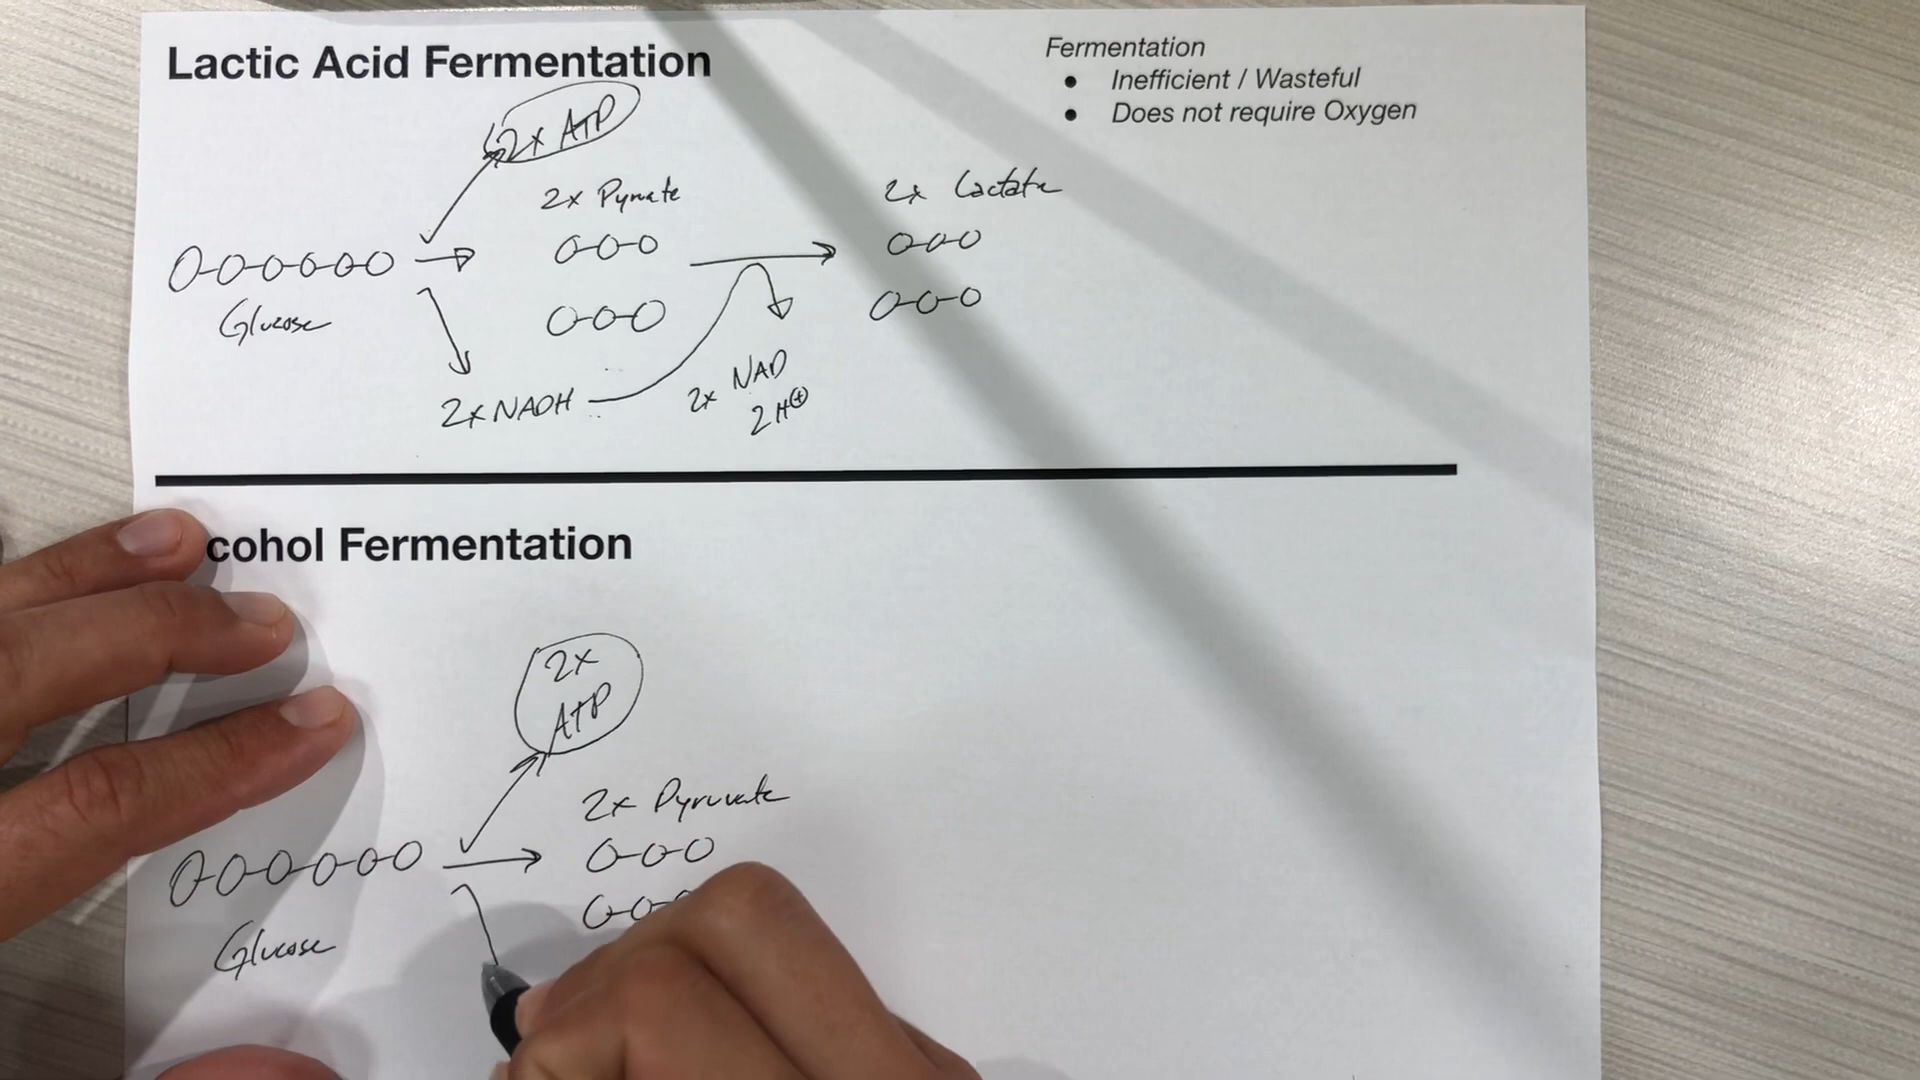 Lactic Acid Fermentation
Fermentation
• Inefficient / Wasteful
• Does not require Oxygen
2x ATP
2x Pyruvate
2x Lactate
Glucose
2x NADH
2x NAD
2H⊕
cohol Fermentation
2x
ATP
2x Pyruvate
Glucose